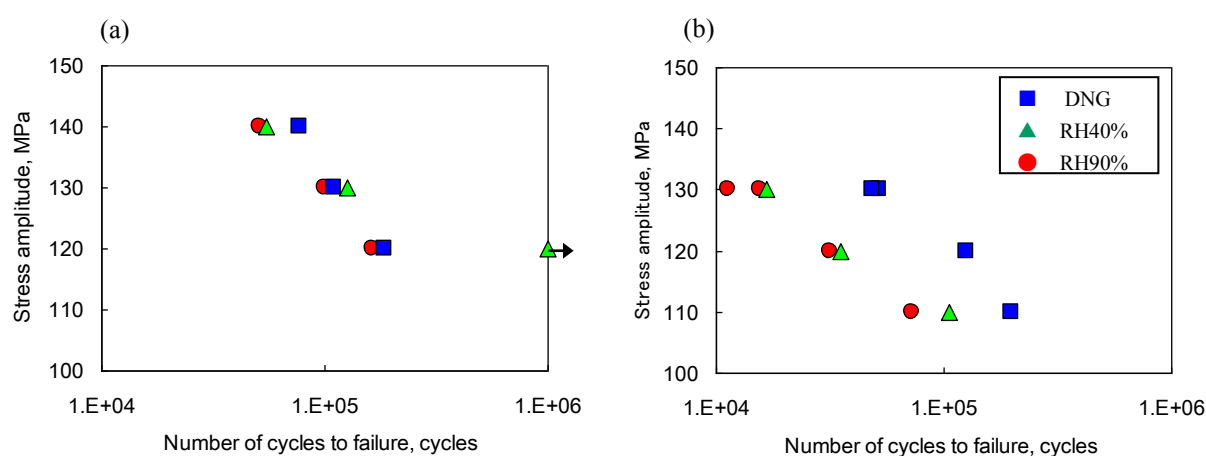 (a)
150
140
130
120
110
100
Stress amplitude, MPa
1.E+04
1.E+05
1.E+06
Number of cycles to failure, cycles
(b)
150
140
130
120
110
100
Stress amplitude, MPa
DNG
RH40%
RH90%
1.E+04
1.E+05
1.E+06
Number of cycles to failure, cycles